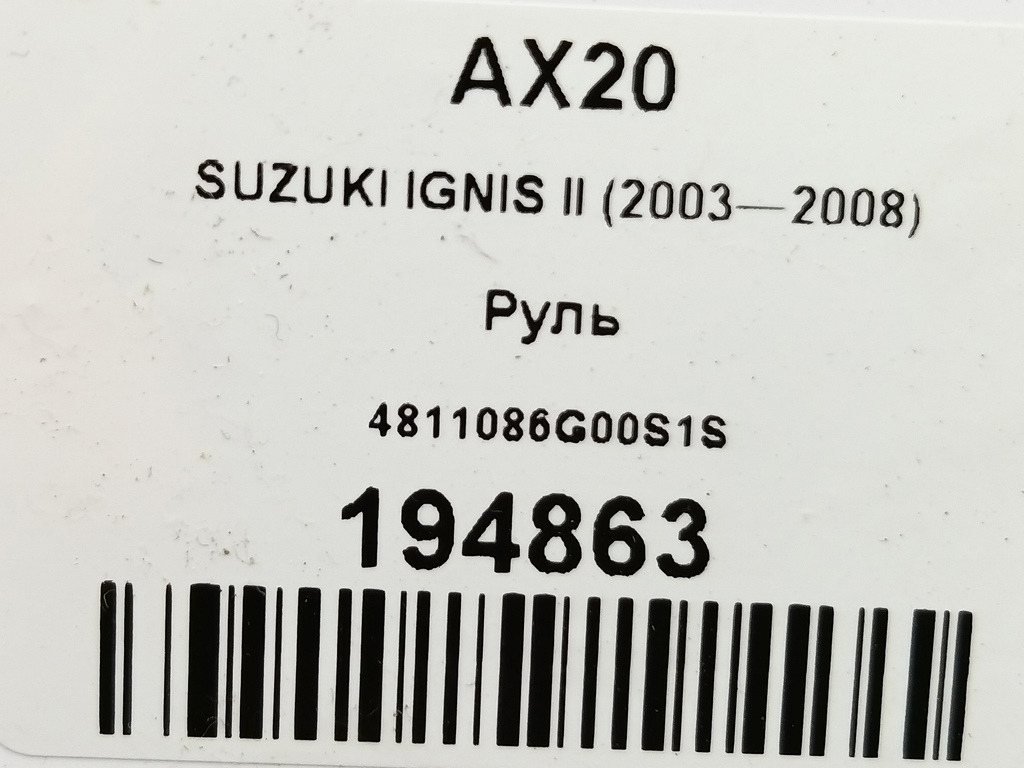 AX20
SUZUKI IGNIS II (2003—2008)
Руль
4811086G00S1S
194863